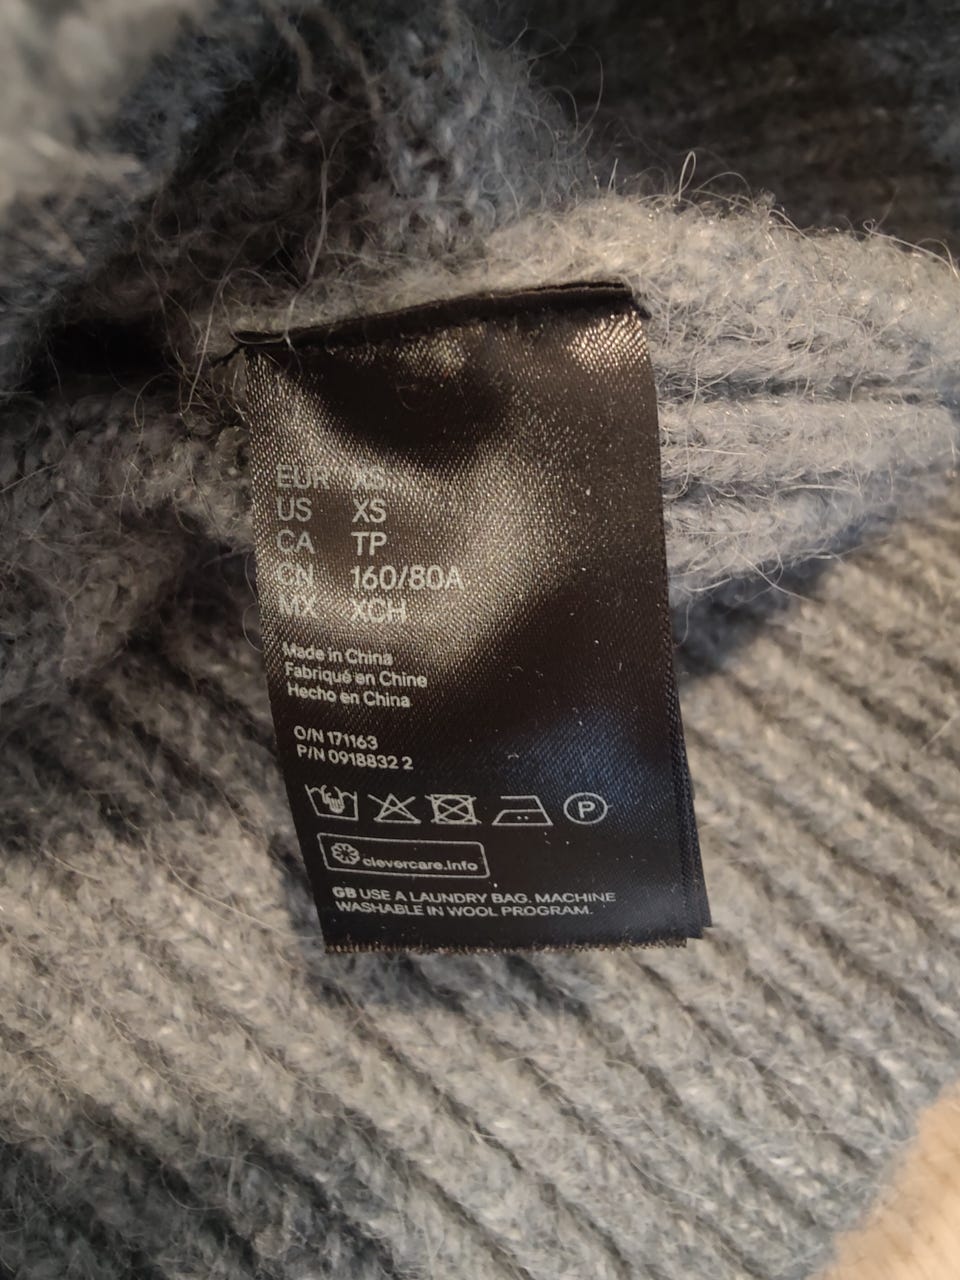 EUR XS
US XS
CA TP
CN 160/80A
MX XCH
Made in China
Fabriqué en Chine
Hecho en China
O/N 171163
P/N 0918832 2
P
clevercare.info
GB USE A LAUNDRY BAG. MACHINE
WASHABLE IN WOOL PROGRAM.